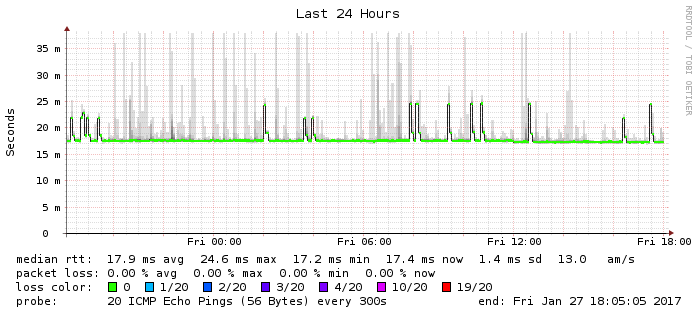 Last 24 Hours
RRDTOOL / TOBI OETIKER
Seconds
35 m
30 m
25 m
20 m
15 m
10 m
5 m
0
Fri 00:00 Fri 06:00 Fri 12:00 Fri 18:00
median rtt: 17.9 ms avg 24.6 ms max 17.2 ms min 17.4 ms now 1.4 ms sd 13.0 am/s
packet loss: 0.00 % avg 0.00 % max 0.00 % min 0.00 % now
loss color: 0 1/20 2/20 3/20 4/20 10/20 19/20
probe: 20 ICMP Echo Pings (56 Bytes) every 300s end: Fri Jan 27 18:05:05 2017